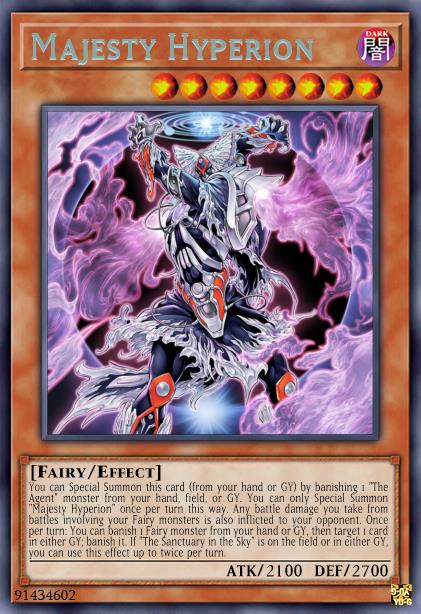 MAJESTY HYPERION
DARK
闇
[FAIRY/EFFECT]
You can Special Summon this card (from your hand or GY) by banishing 1 "The
Agent" monster from your hand, field, or GY. You can only Special Summon
"Majesty Hyperion" once per turn this way. Any battle damage you take from
battles involving your Fairy monsters is also inflicted to your opponent. Once
per turn: You can banish 1 Fairy monster from your hand or GY, then target 1 card
in either GY; banish it. If "The Sanctuary in the Sky" is on the field or in either GY,
you can use this effect up to twice per turn.
ATK/2100 DEF/2700
91434602